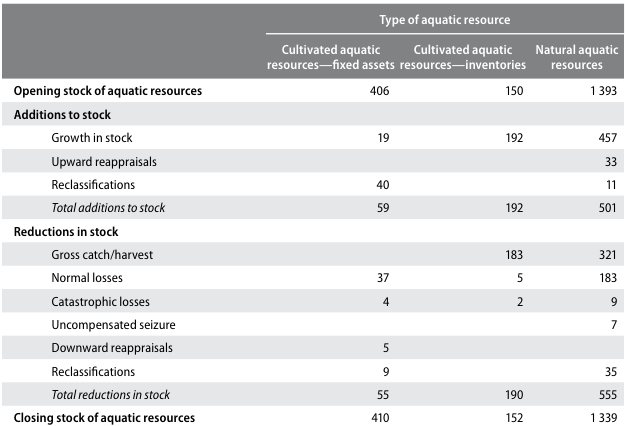 Type of aquatic resource
Cultivated aquatic Cultivated aquatic Natural aquatic
resources—fixed assets resources—inventories resources
Opening stock of aquatic resources 406 150 1 393
Additions to stock
Growth in stock 19 192 457
Upward reappraisals 33
Reclassifications 40 11
Total additions to stock 59 192 501
Reductions in stock
Gross catch/harvest 183 321
Normal losses 37 5 183
Catastrophic losses 4 2 9
Uncompensated seizure 7
Downward reappraisals 5
Reclassifications 9 35
Total reductions in stock 55 190 555
Closing stock of aquatic resources 410 152 1 339